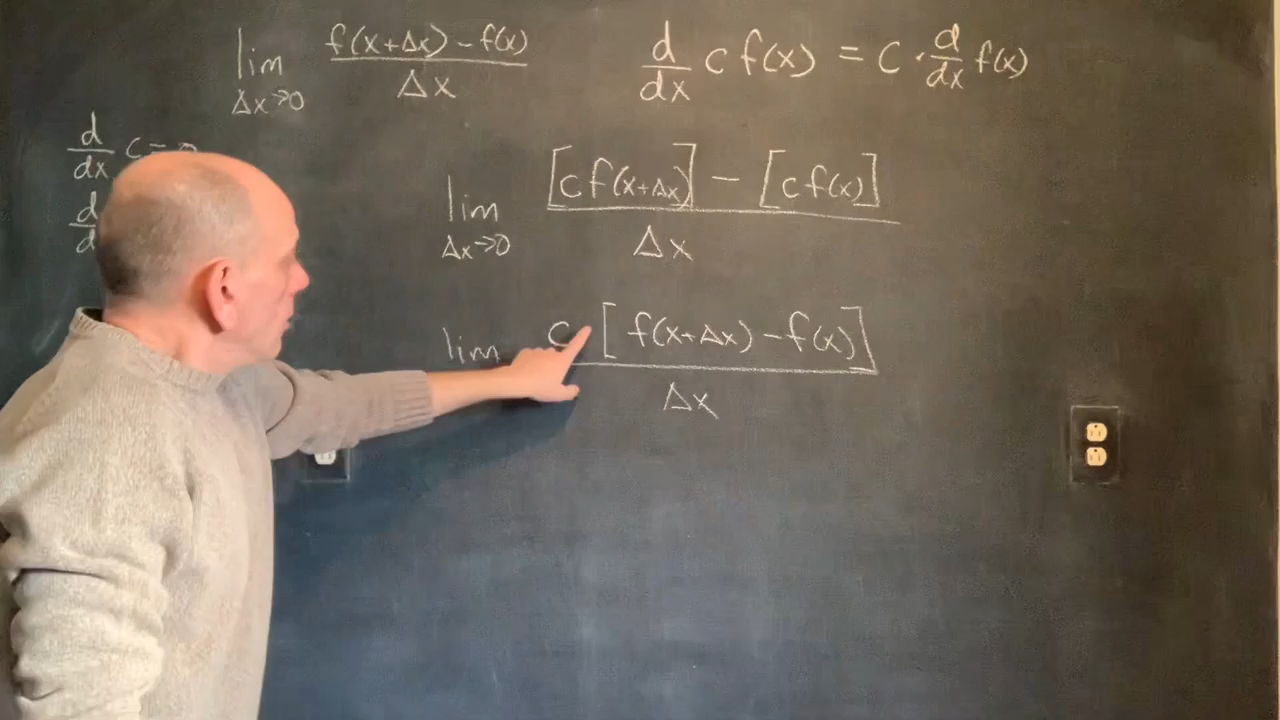 lim Δx→0 f(x+Δx) - f(x) / Δx
d/dx c f(x) = c · d/dx f(x)
d/dx c =
d
lim Δx→0 [c f(x+Δx)] - [c f(x)] / Δx
lim c [f(x+Δx) - f(x)] / Δx